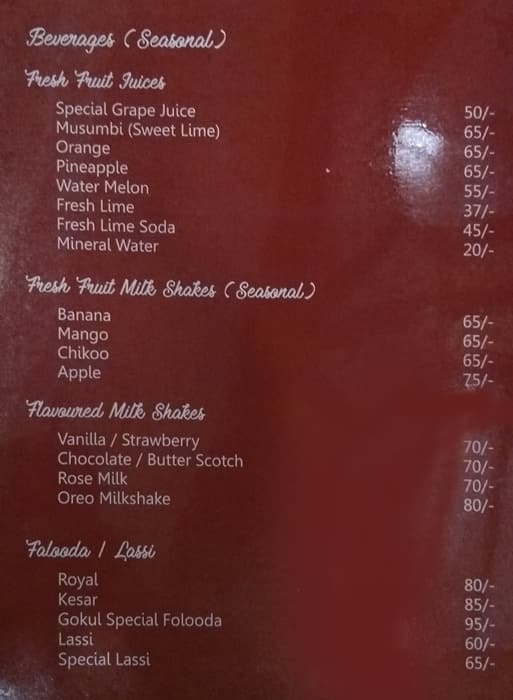 Beverages ( Seasonal )
Fresh Fruit Juices
Special Grape Juice 50/-
Musumbi (Sweet Lime) 65/-
Orange 65/-
Pineapple 65/-
Water Melon 55/-
Fresh Lime 37/-
Fresh Lime Soda 45/-
Mineral Water 20/-
Fresh Fruit Milk Shakes ( Seasonal )
Banana 65/-
Mango 65/-
Chikoo 65/-
Apple 75/-
Flavoured Milk Shakes
Vanilla / Strawberry 70/-
Chocolate / Butter Scotch 70/-
Rose Milk 70/-
Oreo Milkshake 80/-
Falooda / Lassi
Royal 80/-
Kesar 85/-
Gokul Special Folooda 95/-
Lassi 60/-
Special Lassi 65/-